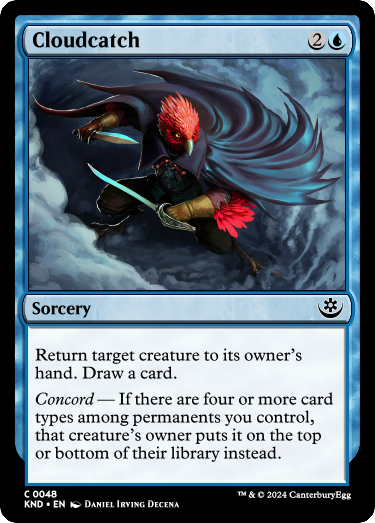 Cloudcatch 2
Sorcery
Return target creature to its owner's
hand. Draw a card.
Concord — If there are four or more card
types among permanents you control,
that creature's owner puts it on the top
or bottom of their library instead.
C 0048
KND • EN Daniel Irving Decena
™ & © 2024 CanterburyEgg